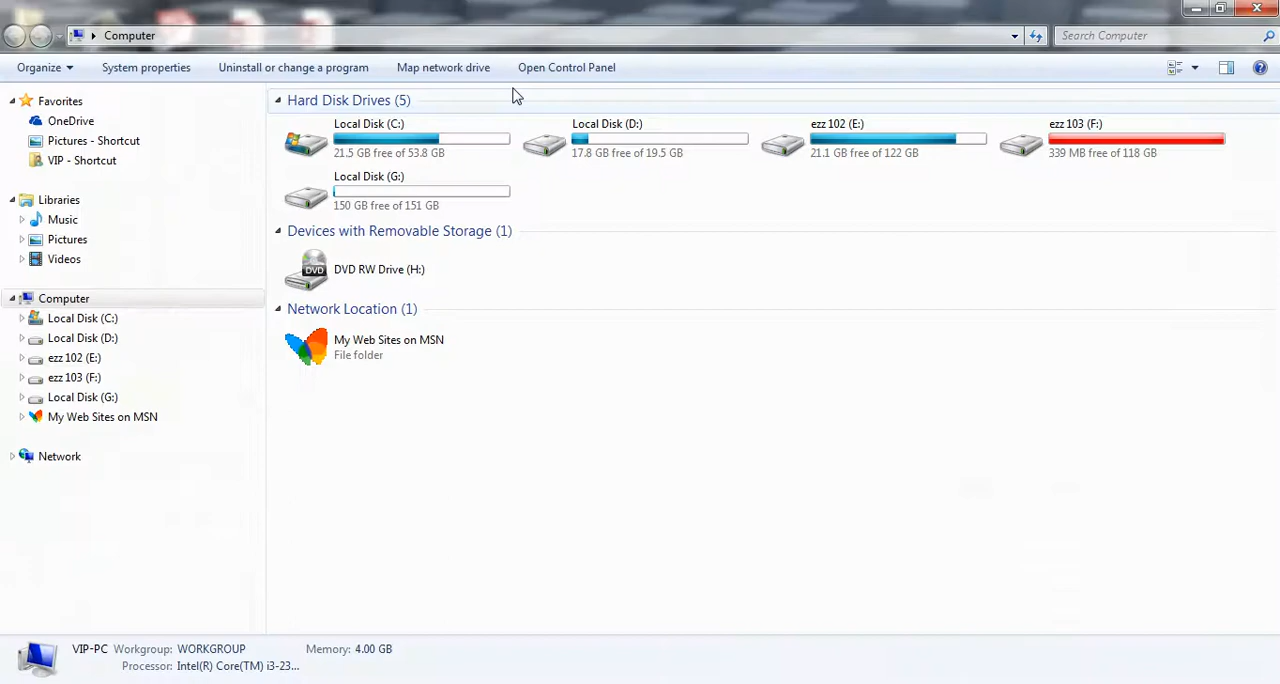 Computer
Search Computer
Organize
System properties
Uninstall or change a program
Map network drive
Open Control Panel
Favorites
OneDrive
Pictures - Shortcut
VIP - Shortcut
Libraries
Music
Pictures
Videos
Computer
Local Disk (C:)
Local Disk (D:)
ezz 102 (E:)
ezz 103 (F:)
Local Disk (G:)
My Web Sites on MSN
Network
Hard Disk Drives (5)
Local Disk (C:)
21.5 GB free of 53.8 GB
Local Disk (D:)
17.8 GB free of 19.5 GB
ezz 102 (E:)
21.1 GB free of 122 GB
ezz 103 (F:)
339 MB free of 118 GB
Local Disk (G:)
150 GB free of 151 GB
Devices with Removable Storage (1)
DVD
DVD RW Drive (H:)
Network Location (1)
My Web Sites on MSN
File folder
VIP-PC Workgroup: WORKGROUP Memory: 4.00 GB
Processor: Intel(R) Core(TM) i3-23...